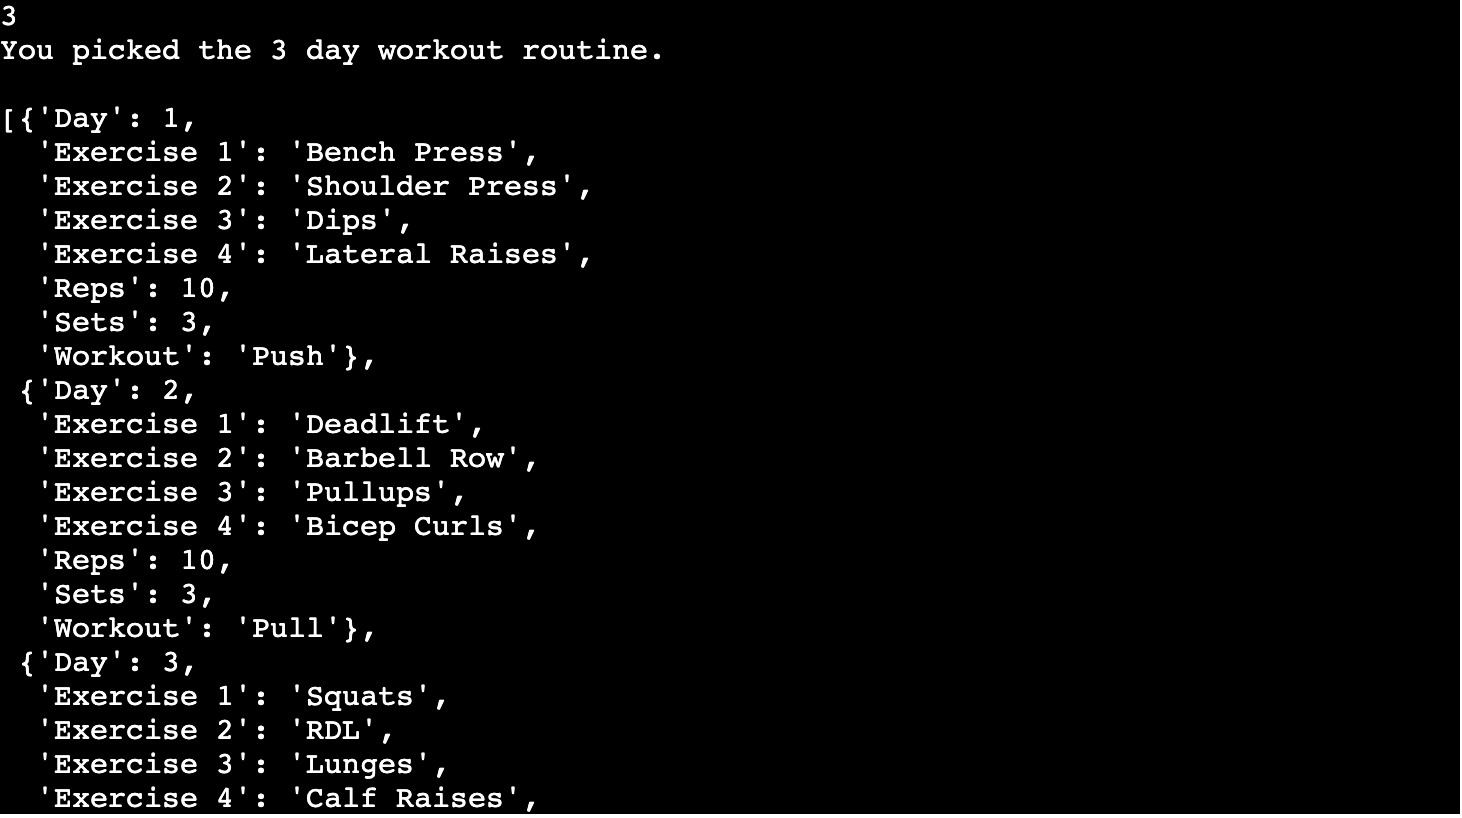 3
You picked the 3 day workout routine.
[{'Day': 1,
'Exercise 1': 'Bench Press',
'Exercise 2': 'Shoulder Press',
'Exercise 3': 'Dips',
'Exercise 4': 'Lateral Raises',
'Reps': 10,
'Sets': 3,
'Workout': 'Push'},
{'Day': 2,
'Exercise 1': 'Deadlift',
'Exercise 2': 'Barbell Row',
'Exercise 3': 'Pullups',
'Exercise 4': 'Bicep Curls',
'Reps': 10,
'Sets': 3,
'Workout': 'Pull'},
{'Day': 3,
'Exercise 1': 'Squats',
'Exercise 2': 'RDL',
'Exercise 3': 'Lunges',
'Exercise 4': 'Calf Raises',